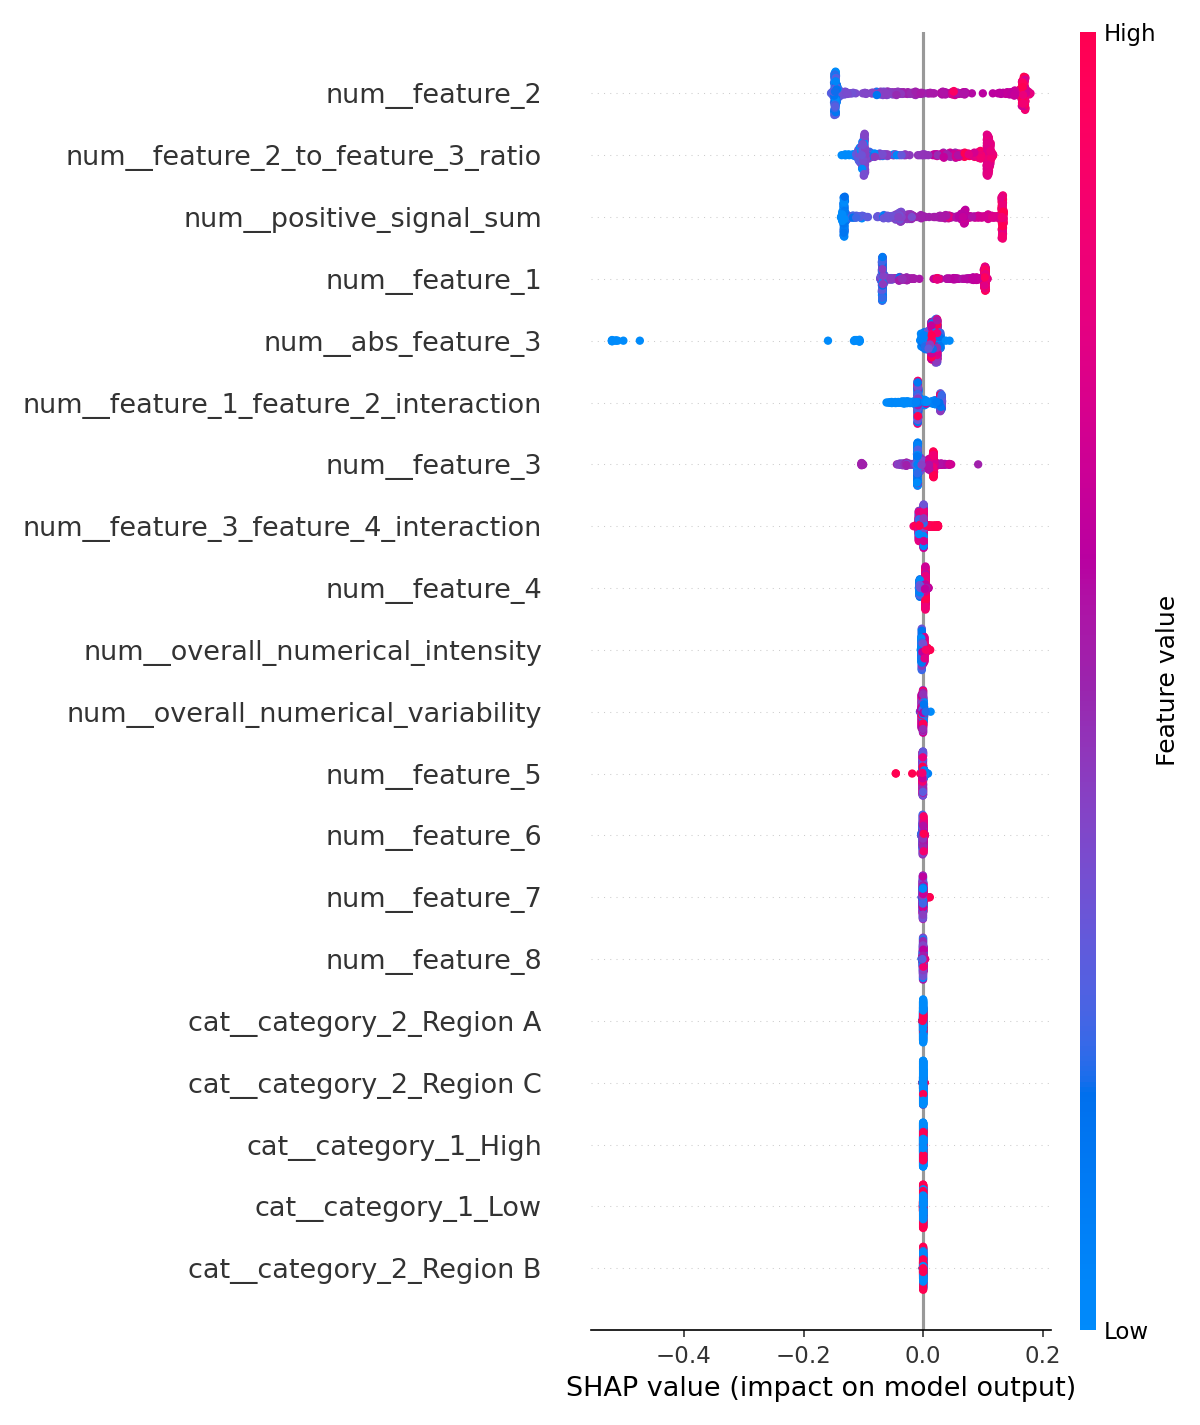 High
num__feature_2
num__feature_2_to_feature_3_ratio
num__positive_signal_sum
num__feature_1
num__abs_feature_3
num__feature_1_feature_2_interaction
num__feature_3
num__feature_3_feature_4_interaction
num__feature_4
num__overall_numerical_intensity
num__overall_numerical_variability
num__feature_5
num__feature_6
num__feature_7
num__feature_8
cat__category_2_Region A
cat__category_2_Region C
cat__category_1_High
cat__category_1_Low
cat__category_2_Region B
Feature value
Low
−0.4 −0.2 0.0 0.2
SHAP value (impact on model output)